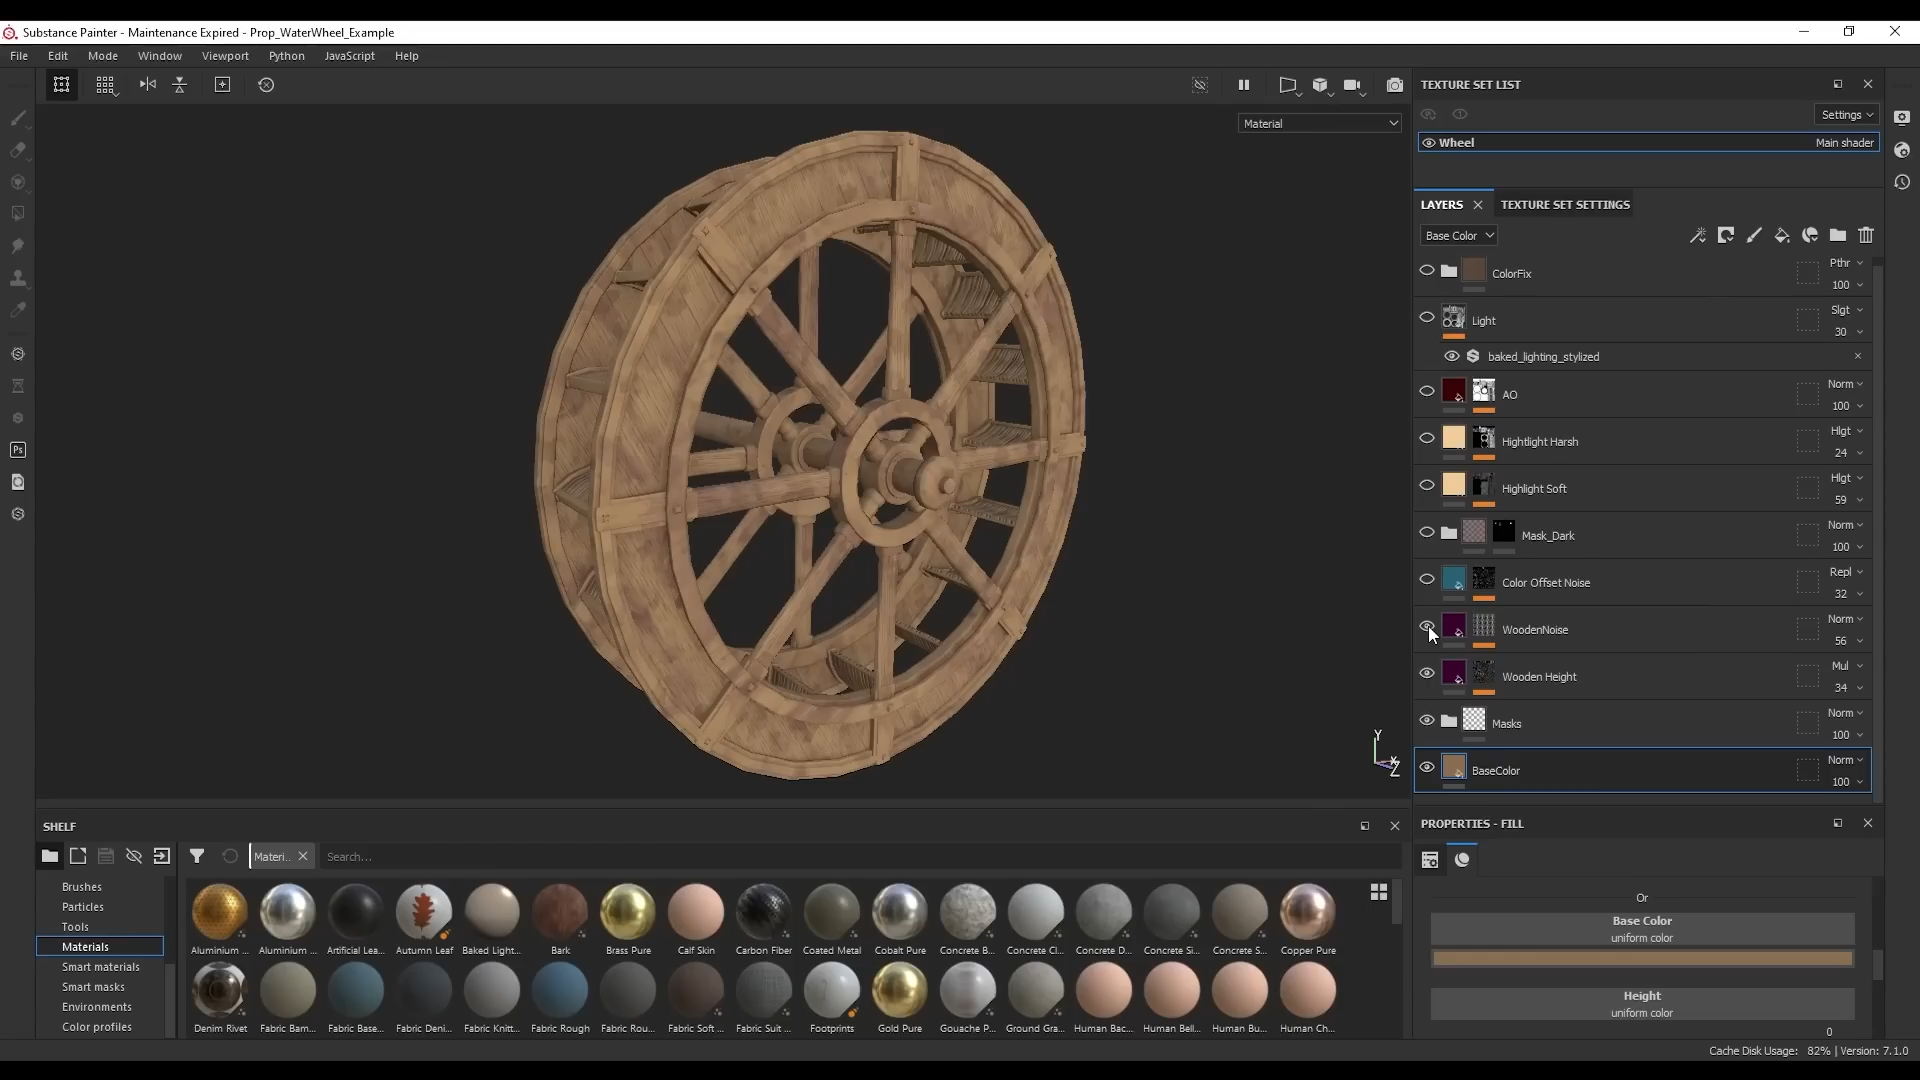 Substance Painter - Maintenance Expired - Prop_WaterWheel_Example
File Edit Mode Window Viewport Python JavaScript Help
Material
Y
X
Z
TEXTURE SET LIST
Settings
Wheel Main shader
LAYERS TEXTURE SET SETTINGS
Base Color
ColorFix Pthr 100
Light Slgt 30
baked_lighting_stylized
AO Norm 100
Hightlight Harsh Hlgt 24
Highlight Soft Hlgt 59
Mask_Dark Norm 100
Color Offset Noise Repl 32
WoodenNoise Norm 56
Wooden Height Mul 34
Masks Norm 100
BaseColor Norm 100
PROPERTIES - FILL
Or
Base Color
uniform color
Height
uniform color
0
SHELF
Materi.. Search...
Brushes
Particles
Tools
Materials
Smart materials
Smart masks
Environments
Color profiles
Aluminium ... Aluminium ... Artificial Lea... Autumn Leaf Baked Light... Bark Brass Pure Calf Skin Carbon Fiber Coated Metal Cobalt Pure Concrete B... Concrete Cl... Concrete D... Concrete Si... Concrete S... Copper Pure
Denim Rivet Fabric Bam... Fabric Base... Fabric Deni... Fabric Knitt... Fabric Rough Fabric Rou... Fabric Soft ... Fabric Suit ... Footprints Gold Pure Gouache P... Ground Gra... Human Bac... Human Bell... Human Bu... Human Ch...
Cache Disk Usage: 82% | Version: 7.1.0
Ps